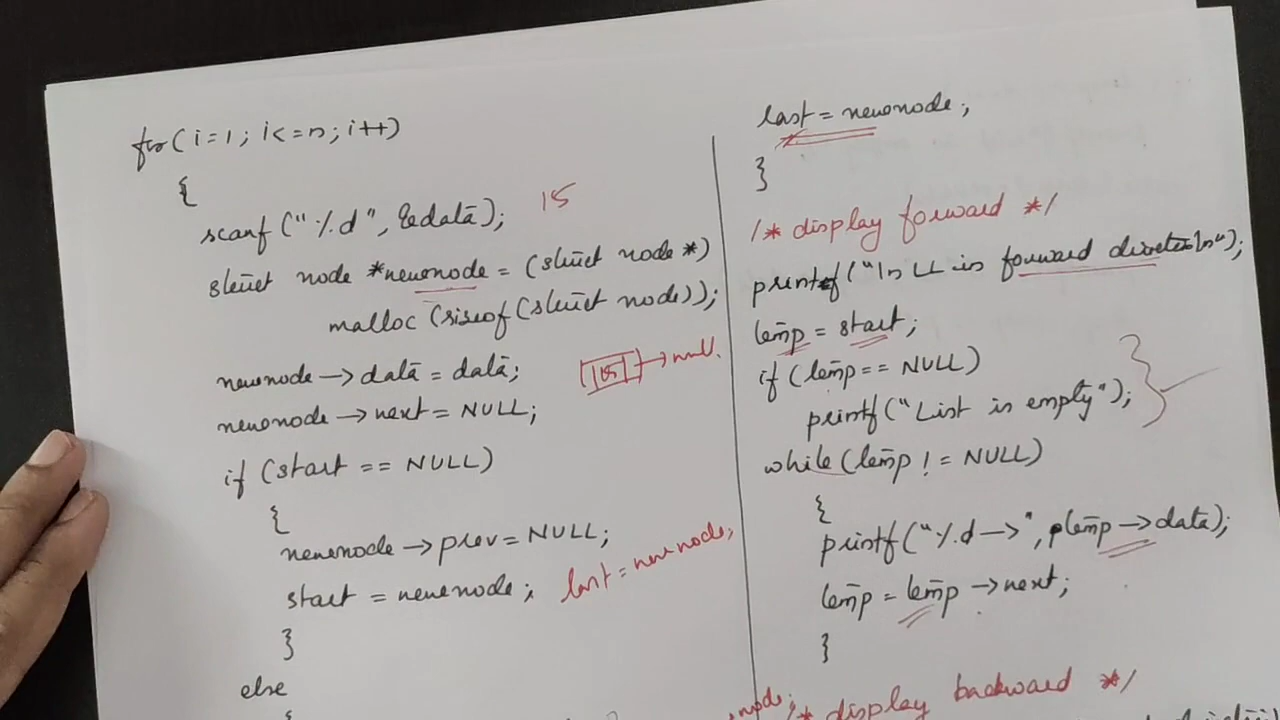 for(i=1; i<=n; i++)
{
scanf("%d", &data); 15
struct node *newnode = (struct node *)
malloc (sizeof(struct node));
newnode → data = data; 15 → null.
newnode → next = NULL;
if (start == NULL)
{
newnode → prev = NULL;
start = newnode; last = newnode;
}
else
{
node;
last = newnode;
}
/* display forward */
printf("\n LL in forward direction\n");
temp = start;
if (temp == NULL)
printf("List is empty");
while (temp != NULL)
{
printf("%d →", temp → data);
temp = temp → next;
}
/* display backward */